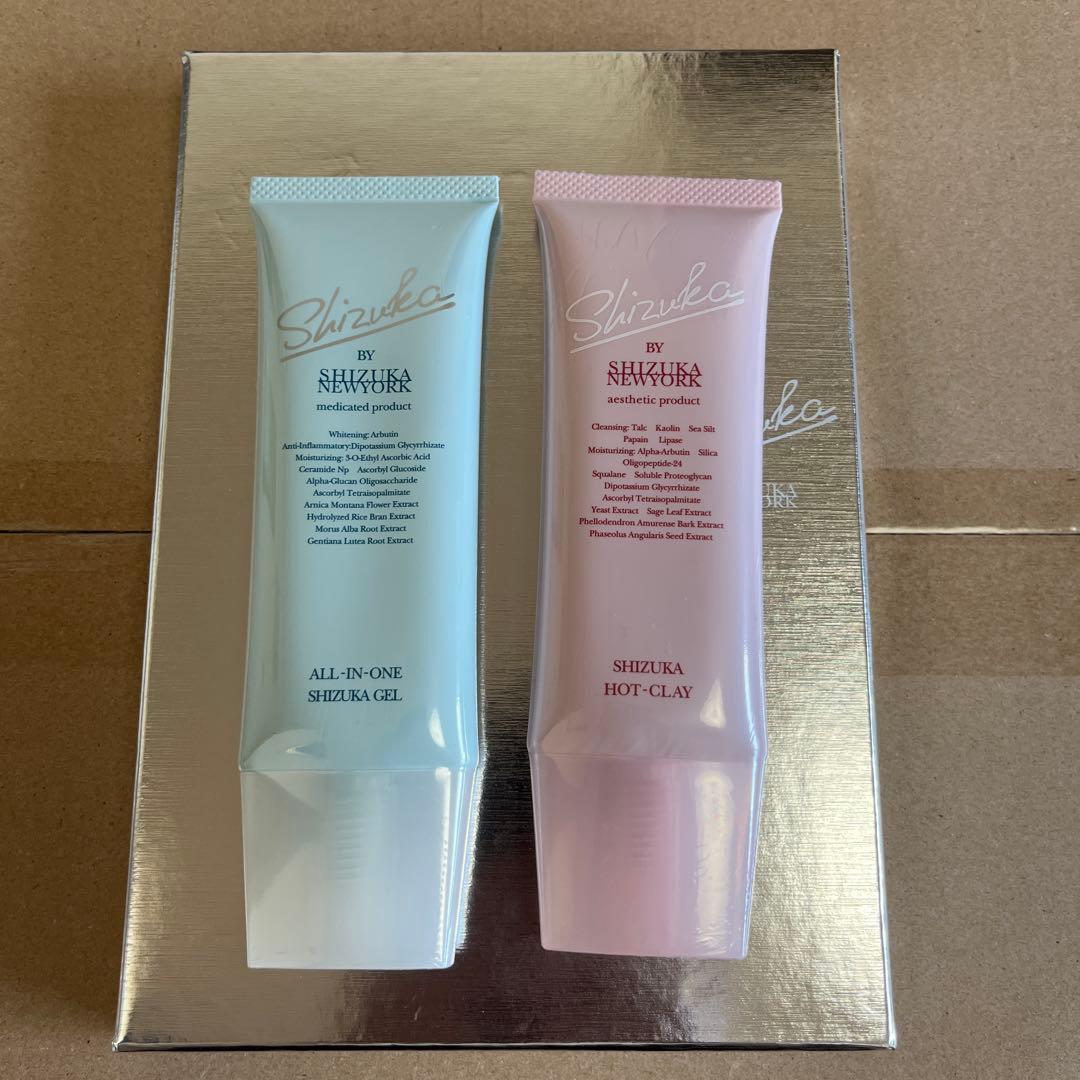 Shizuka
BY
SHIZUKA
NEWYORK
medicated product
Whitening: Arbutin
Anti-Inflammatory:Dipotassium Glycyrrhizate
Moisturizing: 3-O-Ethyl Ascorbic Acid
Ceramide Np Ascorbyl Glucoside
Alpha-Glucan Oligosaccharide
Ascorbyl Tetraisopalmitate
Arnica Montana Flower Extract
Hydrolyzed Rice Bran Extract
Morus Alba Root Extract
Gentiana Lutea Root Extract
ALL-IN-ONE
SHIZUKA GEL
Shizuka
BY
SHIZUKA
NEWYORK
aesthetic product
Cleansing: Talc Kaolin Sea Silt
Papain Lipase
Moisturizing: Alpha-Arbutin Silica
Oligopeptide-24
Squalane Soluble Proteoglycan
Dipotassium Glycyrrhizate
Ascorbyl Tetraisopalmitate
Yeast Extract Sage Leaf Extract
Phellodendron Amurense Bark Extract
Phaseolus Angularis Seed Extract
SHIZUKA
HOT-CLAY
uka
ZUKA
ORK